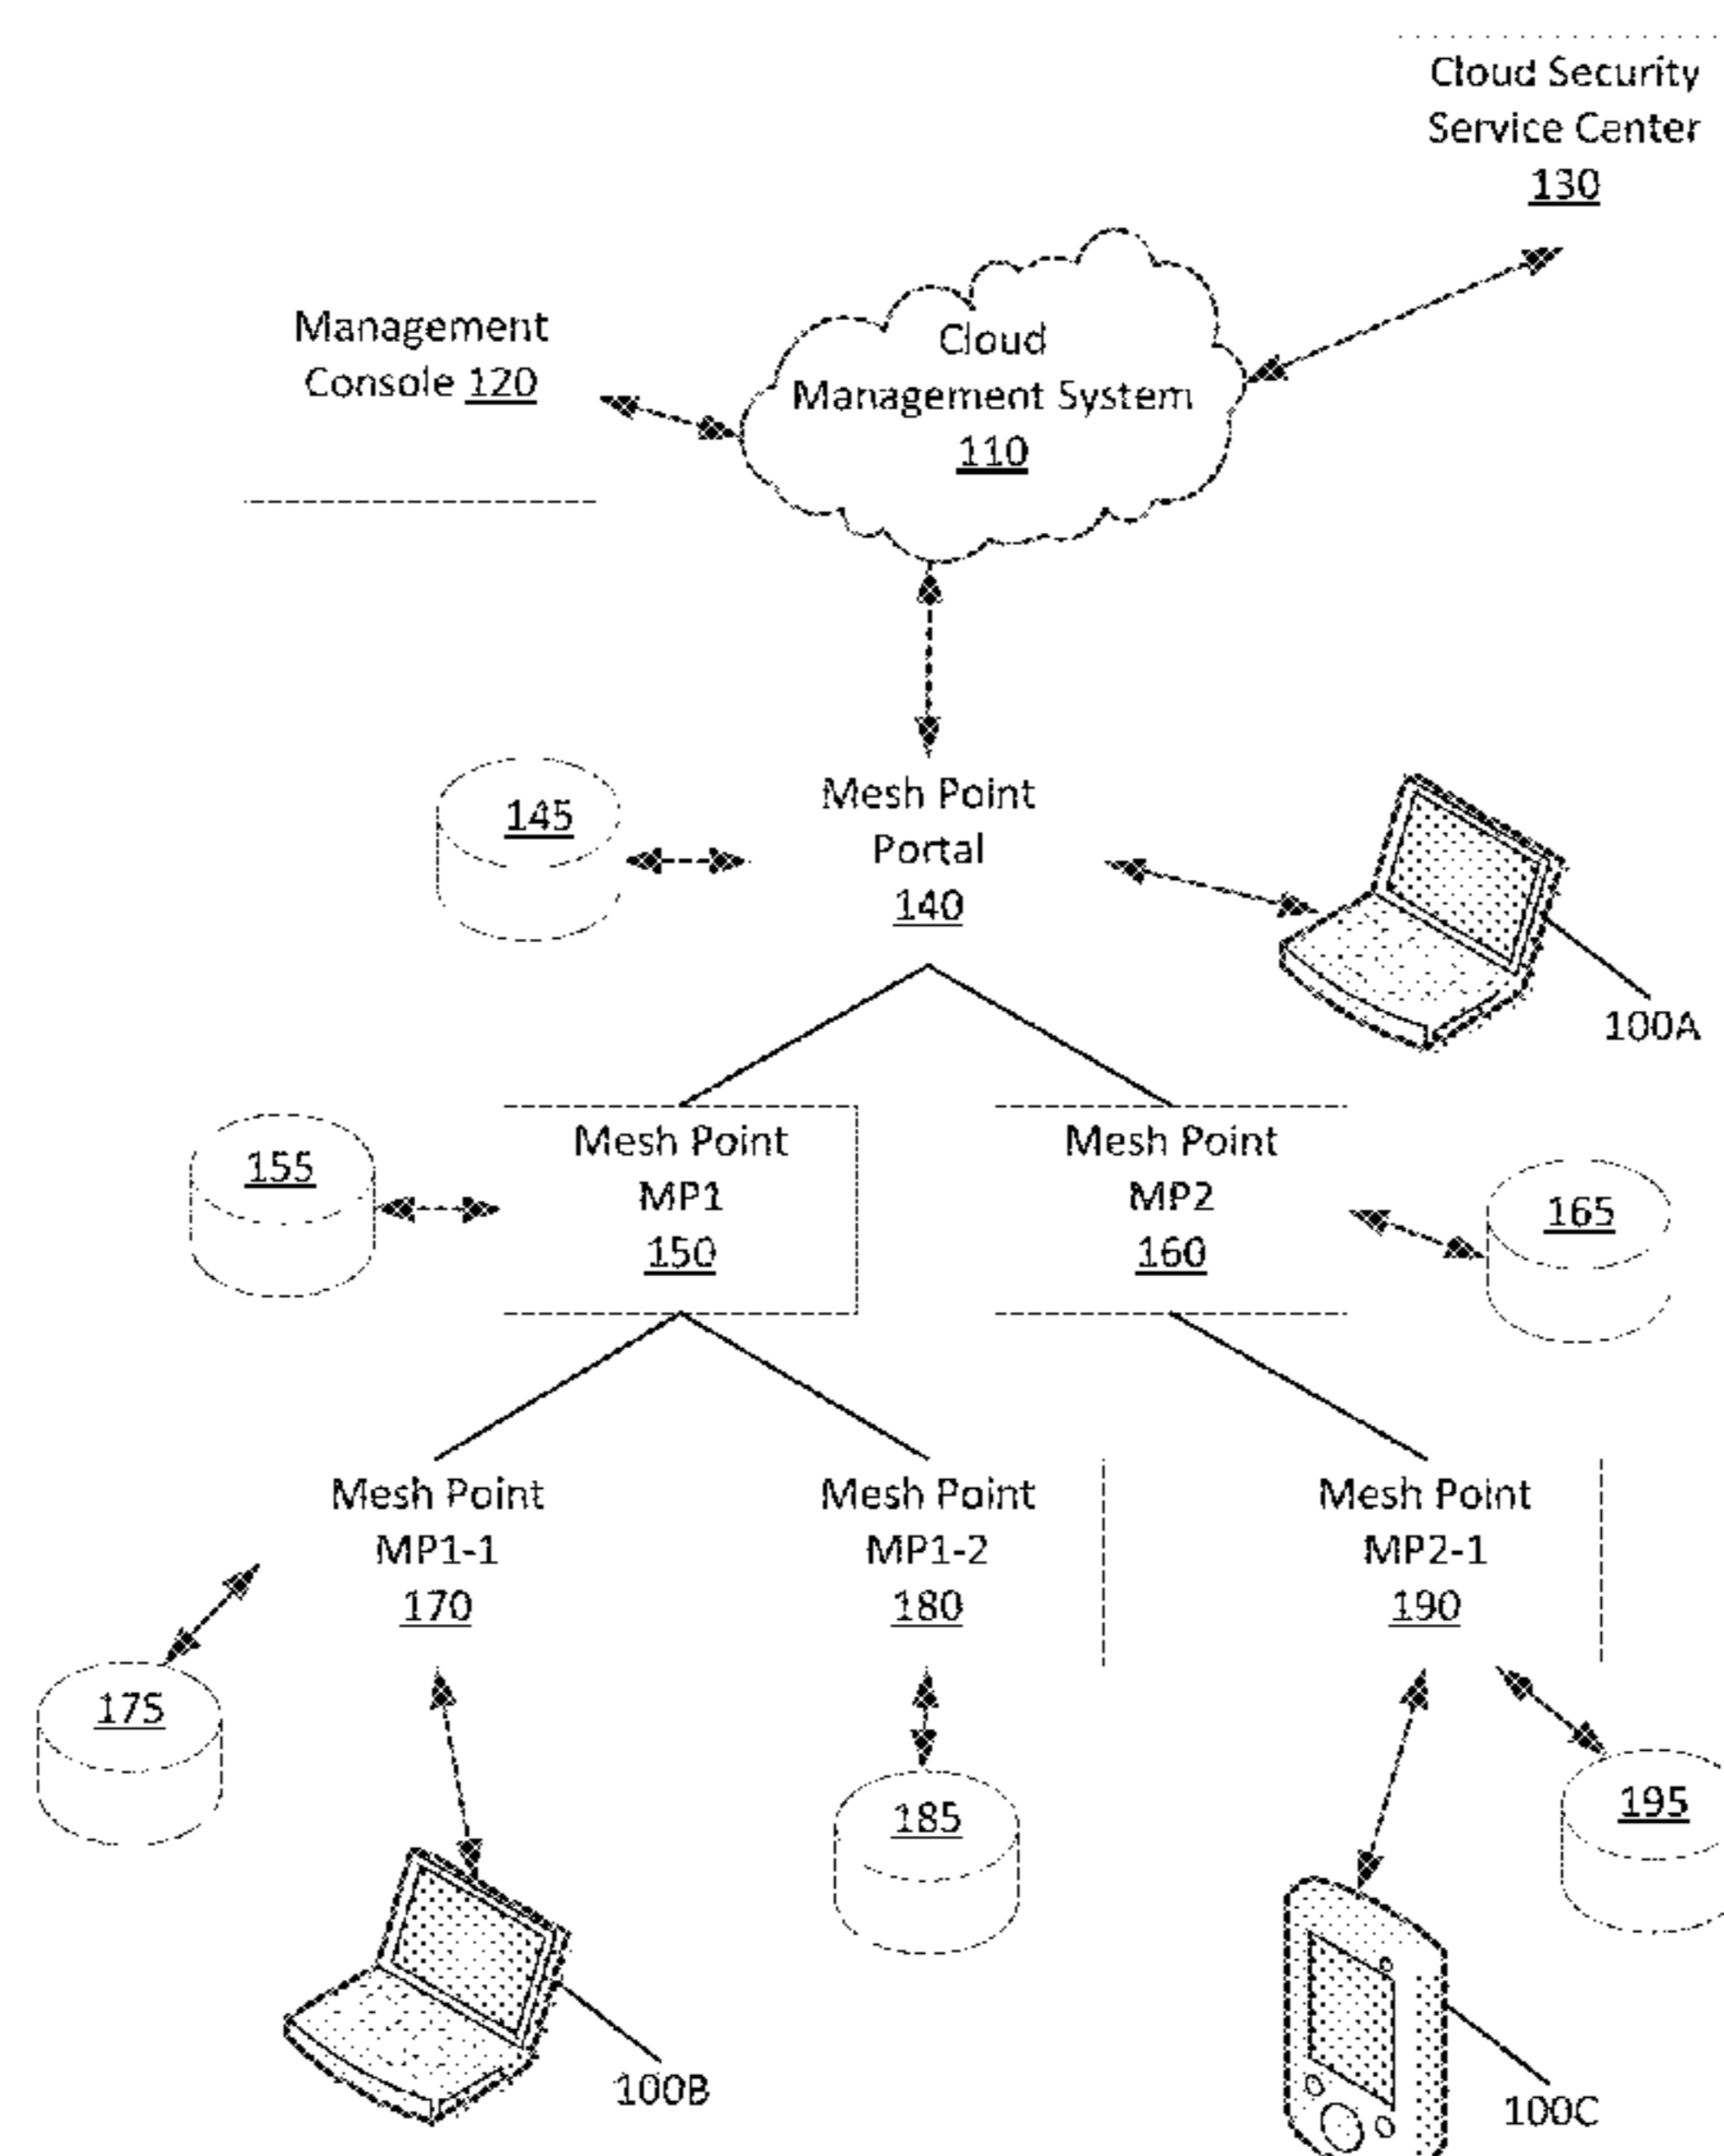 Cloud Security
Service Center
130
Management
Console 120
Cloud
Management System
110
145
Mesh Point
Portal
140
100A
155
Mesh Point
MP1
150
Mesh Point
MP2
160
165
Mesh Point
MP1-1
170
Mesh Point
MP1-2
180
Mesh Point
MP2-1
190
175
185
195
100B
100C